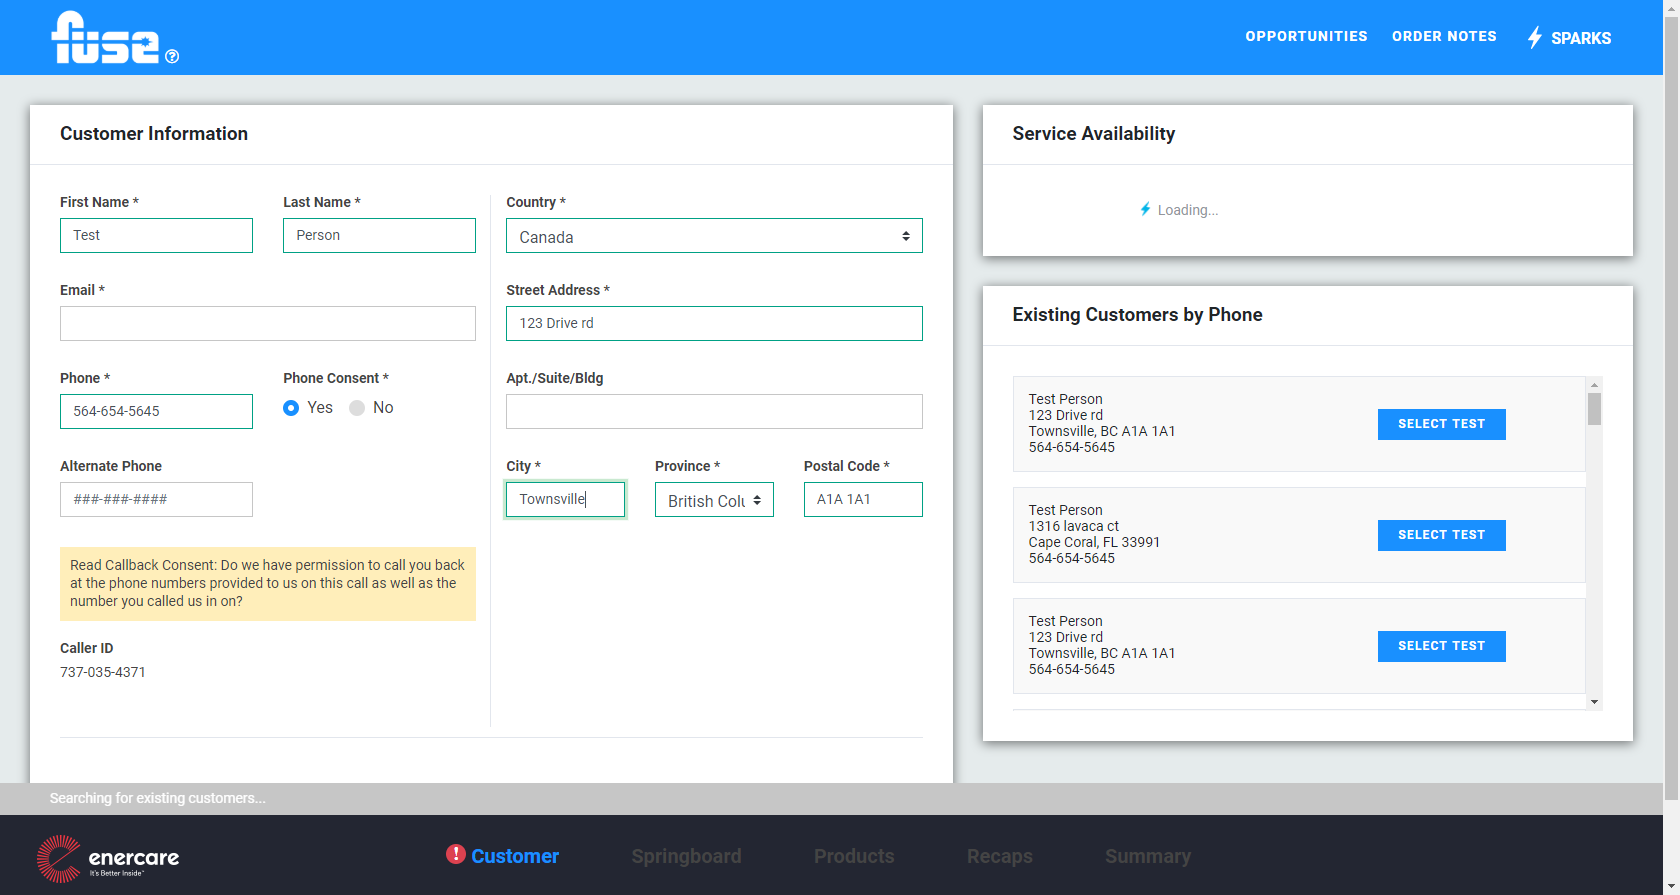 fuse ?
OPPORTUNITIES
ORDER NOTES
SPARKS
Customer Information
First Name *
Test
Last Name *
Person
Email *
Phone *
564-654-5645
Phone Consent *
Yes
No
Alternate Phone
###-###-####
Read Callback Consent: Do we have permission to call you back
at the phone numbers provided to us on this call as well as the
number you called us in on?
Caller ID
737-035-4371
Country *
Canada
Street Address *
123 Drive rd
Apt./Suite/Bldg
City *
Townsville
Province *
British Colu
Postal Code *
A1A 1A1
Service Availability
Loading...
Existing Customers by Phone
Test Person
123 Drive rd
Townsville, BC A1A 1A1
564-654-5645
SELECT TEST
Test Person
1316 lavaca ct
Cape Coral, FL 33991
564-654-5645
SELECT TEST
Test Person
123 Drive rd
Townsville, BC A1A 1A1
564-654-5645
SELECT TEST
Searching for existing customers...
enercare
It's Better Inside™
! Customer
Springboard
Products
Recaps
Summary